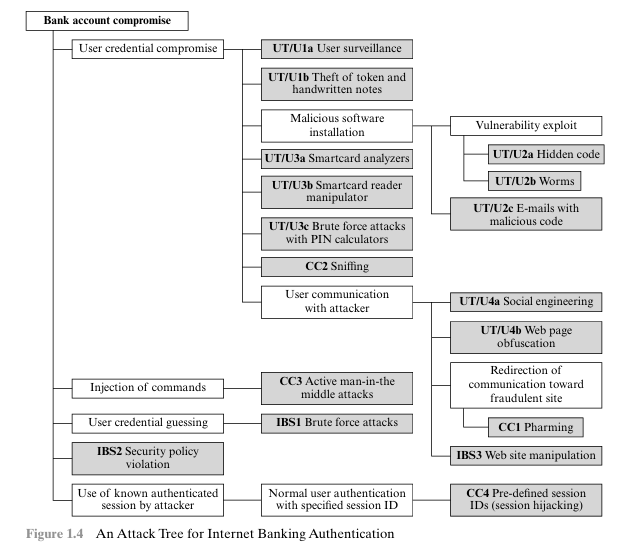 Bank account compromise
User credential compromise
UT/U1a User surveillance
UT/U1b Theft of token and
handwritten notes
Malicious software
installation
Vulnerability exploit
UT/U2a Hidden code
UT/U2b Worms
UT/U2c E-mails with
malicious code
UT/U3a Smartcard analyzers
UT/U3b Smartcard reader
manipulator
UT/U3c Brute force attacks
with PIN calculators
CC2 Sniffing
User communication
with attacker
UT/U4a Social engineering
UT/U4b Web page
obfuscation
Redirection of
communication toward
fraudulent site
CC1 Pharming
IBS3 Web site manipulation
Injection of commands
CC3 Active man-in-the
middle attacks
User credential guessing
IBS1 Brute force attacks
IBS2 Security policy
violation
Use of known authenticated
session by attacker
Normal user authentication
with specified session ID
CC4 Pre-defined session
IDs (session hijacking)
Figure 1.4 An Attack Tree for Internet Banking Authentication